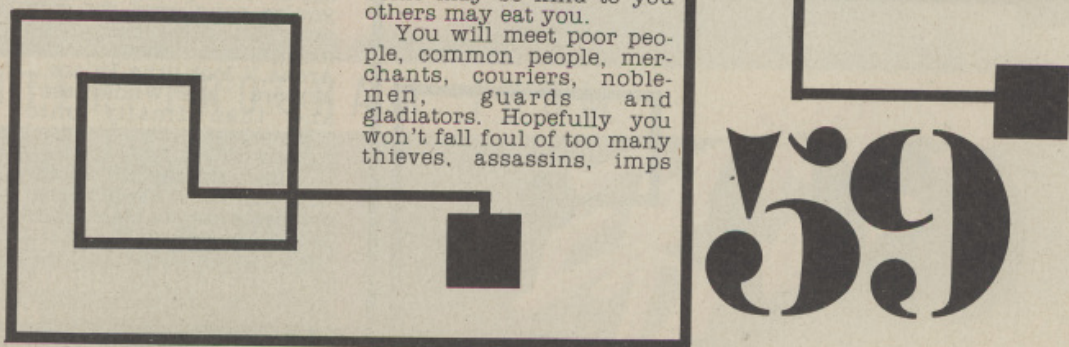 others may eat you.
You will meet poor peo-
ple, common people, mer-
chants, couriers, noble-
men, guards and
gladiators. Hopefully you
won't fall foul of too many
thieves, assassins, imps
59